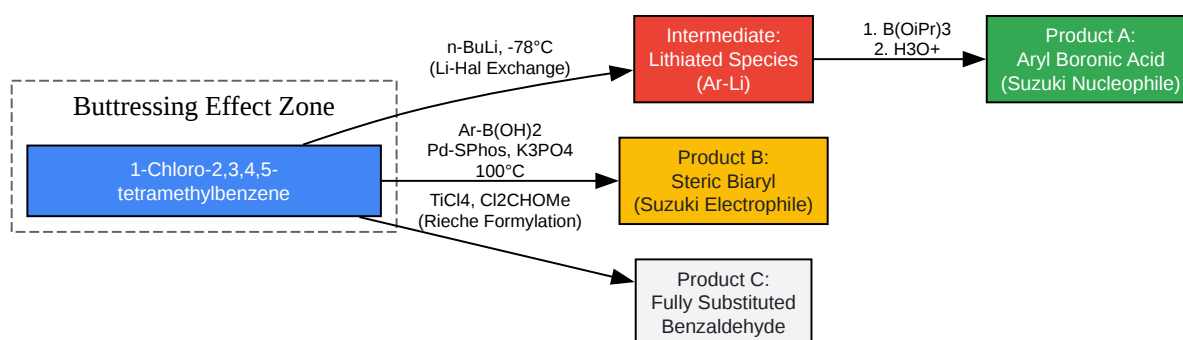 Buttressing Effect Zone
1-Chloro-2,3,4,5-
tetramethylbenzene
n-BuLi, -78°C
(Li-Hal Exchange)
Intermediate:
Lithiated Species
(Ar-Li)
1. B(OiPr)3
2. H3O+
Product A:
Aryl Boronic Acid
(Suzuki Nucleophile)
Ar-B(OH)2
Pd-SPhos, K3PO4
100°C
Product B:
Steric Biaryl
(Suzuki Electrophile)
TiCl4, Cl2CHOMe
(Rieche Formylation)
Product C:
Fully Substituted
Benzaldehyde